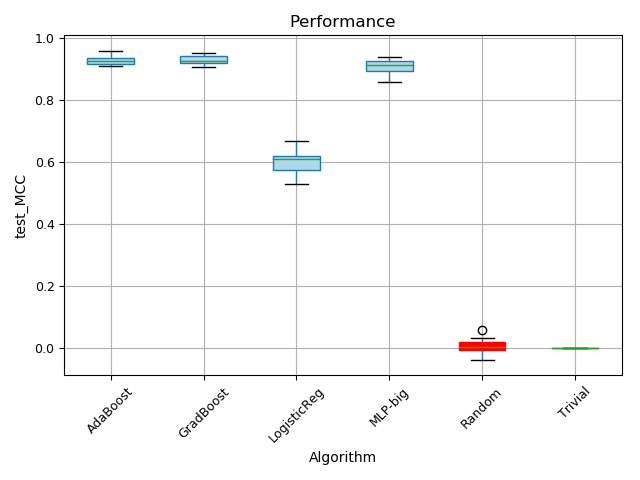 Performance
1.0
0.8
0.6
0.4
0.2
0.0
test_MCC
AdaBoost
GradBoost
LogisticReg
MLP-big
Random
Trivial
Algorithm